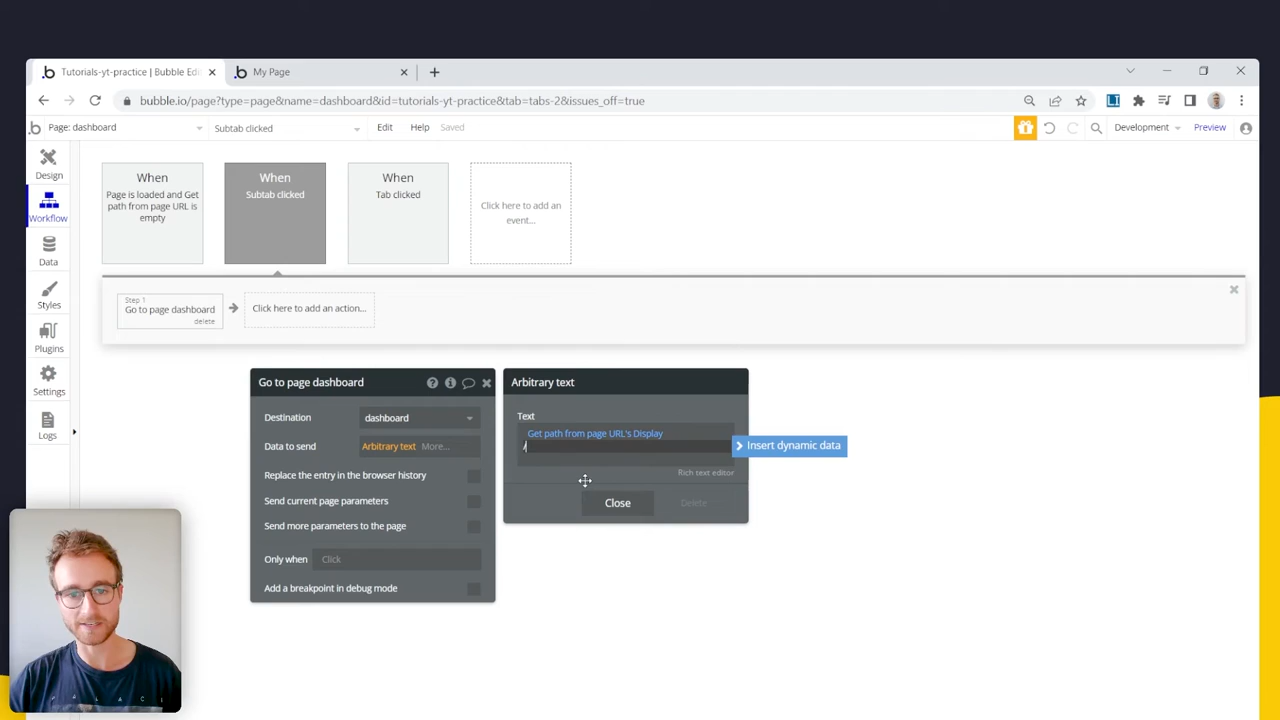 Tutorials-yt-practice | Bubble Edi
My Page
bubble.io/page?type=page&name=dashboard&id=tutorials-yt-practice&tab=tabs-2&issues_off=true
Page: dashboard
Subtab clicked
Edit
Help
Saved
Development
Preview
Design
Workflow
Data
Styles
Plugins
Settings
Logs
When
Page is loaded and Get
path from page URL is
empty
When
Subtab clicked
When
Tab clicked
Click here to add an
event...
Step 1
Go to page dashboard
delete
Click here to add an action...
Go to page dashboard
Destination
dashboard
Data to send
Arbitrary text
More...
Replace the entry in the browser history
Send current page parameters
Send more parameters to the page
Only when
Click
Add a breakpoint in debug mode
Arbitrary text
Text
Get path from page URL's Display
/
Insert dynamic data
Rich text editor
Close
Delete